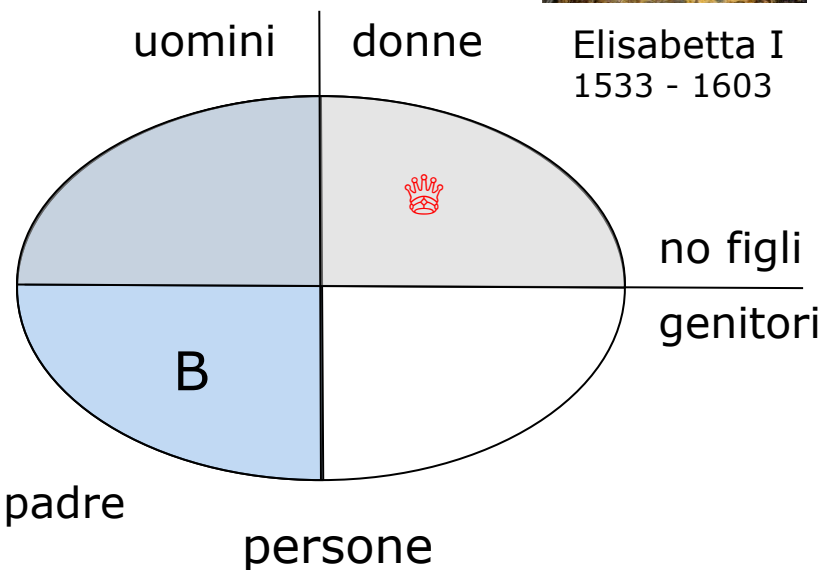 uomini
donne
Elisabetta I
1533 - 1603
no figli
genitori
B
padre
persone